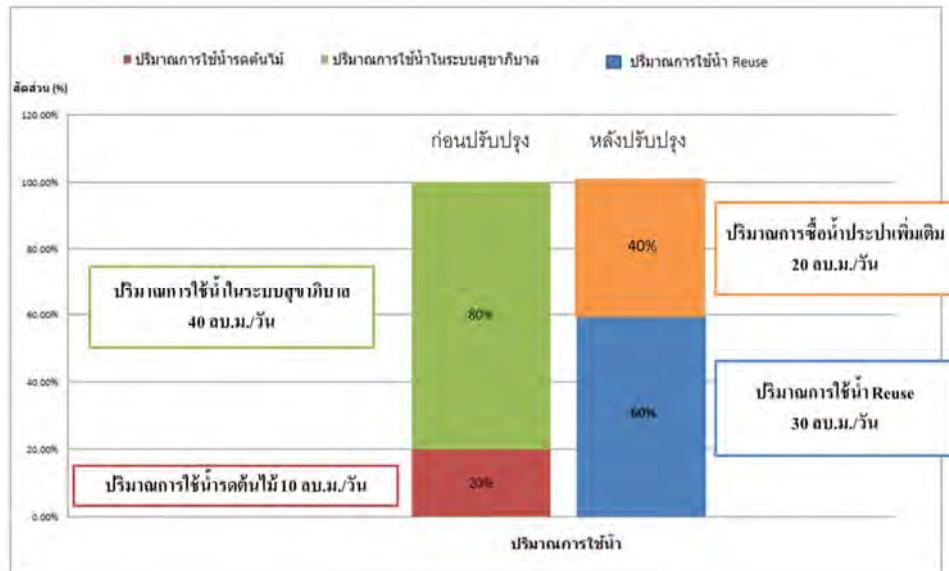 ปริมาณการใช้น้ำรดต้นไม้ ปริมาณการใช้น้ำในระบบสุขาภิบาล ปริมาณการใช้น้ำ Reuse
สัดส่วน (%)
120.00%
ก่อนปรับปรุง หลังปรับปรุง
100.00%
ปริมาณการซื้อน้ำประปาเพิ่มเติม
20 ลบ.ม./วัน
40%
80.00%
ปริมาณการใช้น้ำในระบบสุขาภิบาล
40 ลบ.ม./วัน
60.00%
80%
40.00%
ปริมาณการใช้น้ำ Reuse
30 ลบ.ม./วัน
60%
20.00%
ปริมาณการใช้น้ำรดต้นไม้ 10 ลบ.ม./วัน
20%
0.00%
ปริมาณการใช้น้ำ